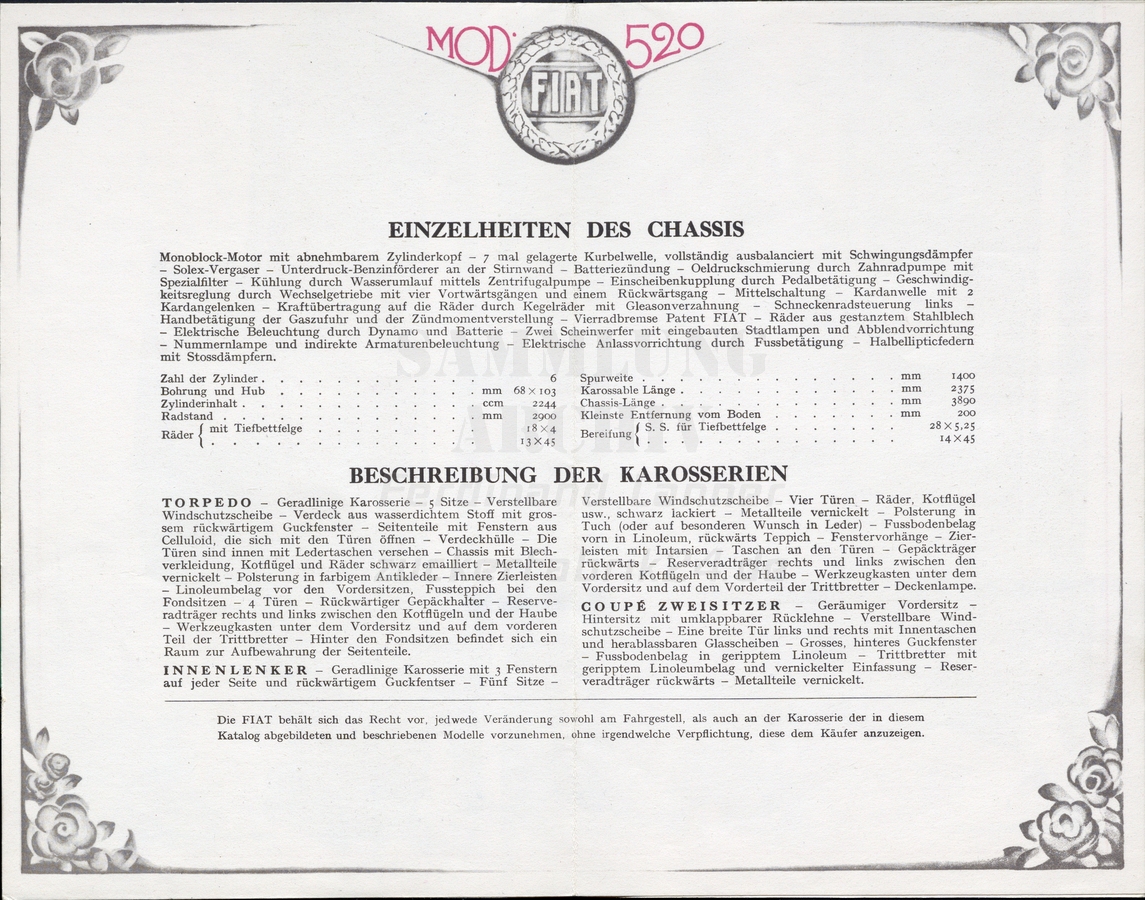 MOD. 520
FIAT
EINZELHEITEN DES CHASSIS
Monoblock-Motor mit abnehmbarem Zylinderkopf – 7 mal gelagerte Kurbelwelle, vollständig ausbalanciert mit Schwingungsdämpfer
– Solex-Vergaser – Unterdruck-Benzinförderer an der Stirnwand – Batteriezündung – Oeldruckschmierung durch Zahnradpumpe mit
Spezialfilter – Kühlung durch Wasserumlauf mittels Zentrifugalpumpe – Einscheibenkupplung durch Pedalbetätigung – Geschwindig-
keitsreglung durch Wechselgetriebe mit vier Vortwärtsgängen und einem Rückwärtsgang – Mittelschaltung – Kardanwelle mit 2
Kardangelenken – Kraftübertragung auf die Räder durch Kegelräder mit Gleasonverzahnung – Schneckenradsteuerung links –
Handbetätigung der Gaszufuhr und der Zündmomentverstellung – Vierradbremse Patent FIAT – Räder aus gestanztem Stahlblech
– Elektrische Beleuchtung durch Dynamo und Batterie – Zwei Scheinwerfer mit eingebauten Stadtlampen und Abblendvorrichtung
– Nummernlampe und indirekte Armaturenbeleuchtung – Elektrische Anlassvorrichtung durch Fussbetätigung – Halbellipticfedern
mit Stossdämpfern.
Zahl der Zylinder . . . . . . . . . . . . . 6
Bohrung und Hub . . . . . . . . . . . . mm 68×103
Zylinderinhalt . . . . . . . . . . . . . ccm 2244
Radstand . . . . . . . . . . . . . . mm 2900
Räder { mit Tiefbettfelge . . . . . . . . . . 18×4
. . . . . . . . . . . . . 13×45
Spurweite . . . . . . . . . . . . . . mm 1400
Karossable Länge . . . . . . . . . . . . mm 2375
Chassis-Länge . . . . . . . . . . . . . mm 3890
Kleinste Entfernung vom Boden . . . . . . . mm 200
Bereifung { S. S. für Tiefbettfelge . . . . . . . 28×5,25
. . . . . . . . . . . . 14×45
BESCHREIBUNG DER KAROSSERIEN
TORPEDO – Geradlinige Karosserie – 5 Sitze – Verstellbare
Windschutzscheibe – Verdeck aus wasserdichtem Stoff mit gros-
sem rückwärtigem Guckfenster – Seitenteile mit Fenstern aus
Celluloid, die sich mit den Türen öffnen – Verdeckhülle – Die
Türen sind innen mit Ledertaschen versehen – Chassis mit Blech-
verkleidung, Kotflügel und Räder schwarz emailliert – Metallteile
vernickelt – Polsterung in farbigem Antikleder – Innere Zierleisten
– Linoleumbelag vor den Vordersitzen, Fussteppich bei den
Fondsitzen – 4 Türen – Rückwärtiger Gepäckhalter – Reserve-
radträger rechts und links zwischen den Kotflügeln und der Haube
– Werkzeugkasten unter dem Vordersitz und auf dem vorderen
Teil der Trittbretter – Hinter den Fondsitzen befindet sich ein
Raum zur Aufbewahrung der Seitenteile.
INNENLENKER – Geradlinige Karosserie mit 3 Fenstern
auf jeder Seite und rückwärtigem Guckfentser – Fünf Sitze –
Verstellbare Windschutzscheibe – Vier Türen – Räder, Kotflügel
usw., schwarz lackiert – Metallteile vernickelt – Polsterung in
Tuch (oder auf besonderen Wunsch in Leder) – Fussbodenbelag
vorn in Linoleum, rückwärts Teppich – Fenstervorhänge – Zier-
leisten mit Intarsien – Taschen an den Türen – Gepäckträger
rückwärts – Reserveradträger rechts und links zwischen den
vorderen Kotflügeln und der Haube – Werkzeugkasten unter dem
Vordersitz und auf dem Vorderteil der Trittbretter – Deckenlampe.
COUPÉ ZWEISITZER – Geräumiger Vordersitz –
Hintersitz mit umklappbarer Rücklehne – Verstellbare Wind-
schutzscheibe – Eine breite Tür links und rechts mit Innentaschen
und herablassbaren Glasscheiben – Grosses, hinteres Guckfenster
– Fussbodenbelag in geripptem Linoleum – Trittbretter mit
geripptem Linoleumbelag und vernickelter Einfassung – Reser-
veradträger rückwärts – Metallteile vernickelt.
Die FIAT behält sich das Recht vor, jedwede Veränderung sowohl am Fahrgestell, als auch an der Karosserie der in diesem
Katalog abgebildeten und beschriebenen Modelle vorzunehmen, ohne irgendwelche Verpflichtung, diese dem Käufer anzuzeigen.
SAMMLUNG
ARCHIV